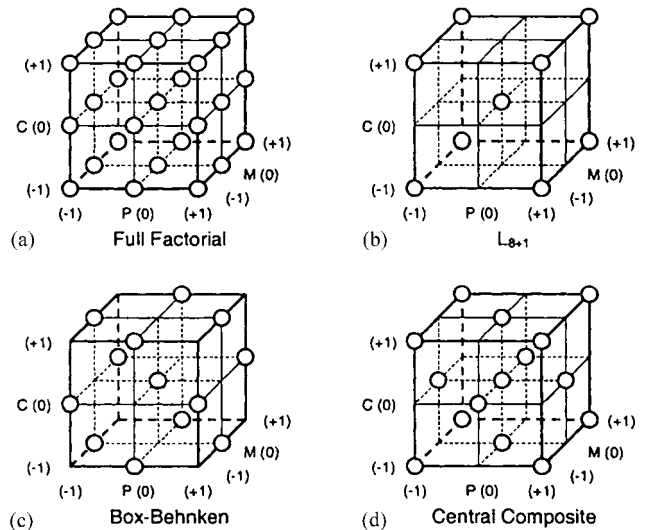 (+1)
C (0)
(-1)
(-1) P (0) (+1)
(-1)
M (0)
(+1)
(a) Full Factorial
(+1)
C (0)
(-1)
(-1) P (0) (+1)
(-1)
M (0)
(+1)
(b) L8+1
(+1)
C (0)
(-1)
(-1) P (0) (+1)
(-1)
M (0)
(+1)
(c) Box-Behnken
(+1)
C (0)
(-1)
(-1) P (0) (+1)
(-1)
M (0)
(+1)
(d) Central Composite